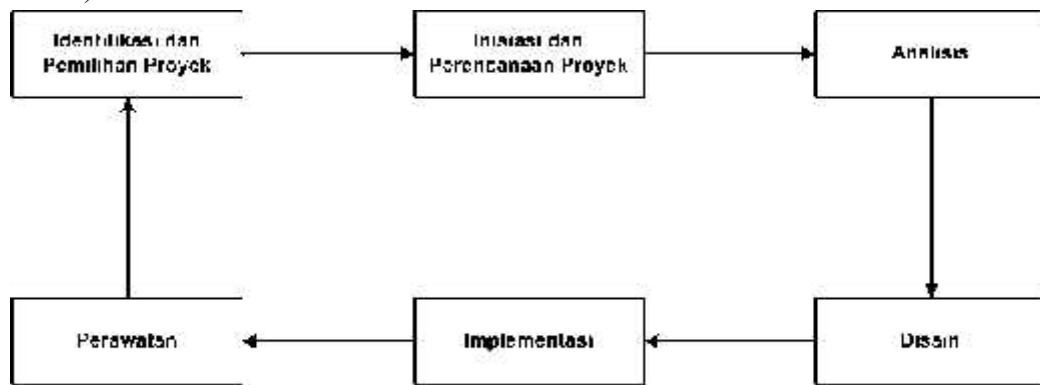 Identifikasi dan
Pemilihan Proyek
Inisiasi dan
Perencanaan Proyek
Analisis
Perawatan
Implementasi
Disain